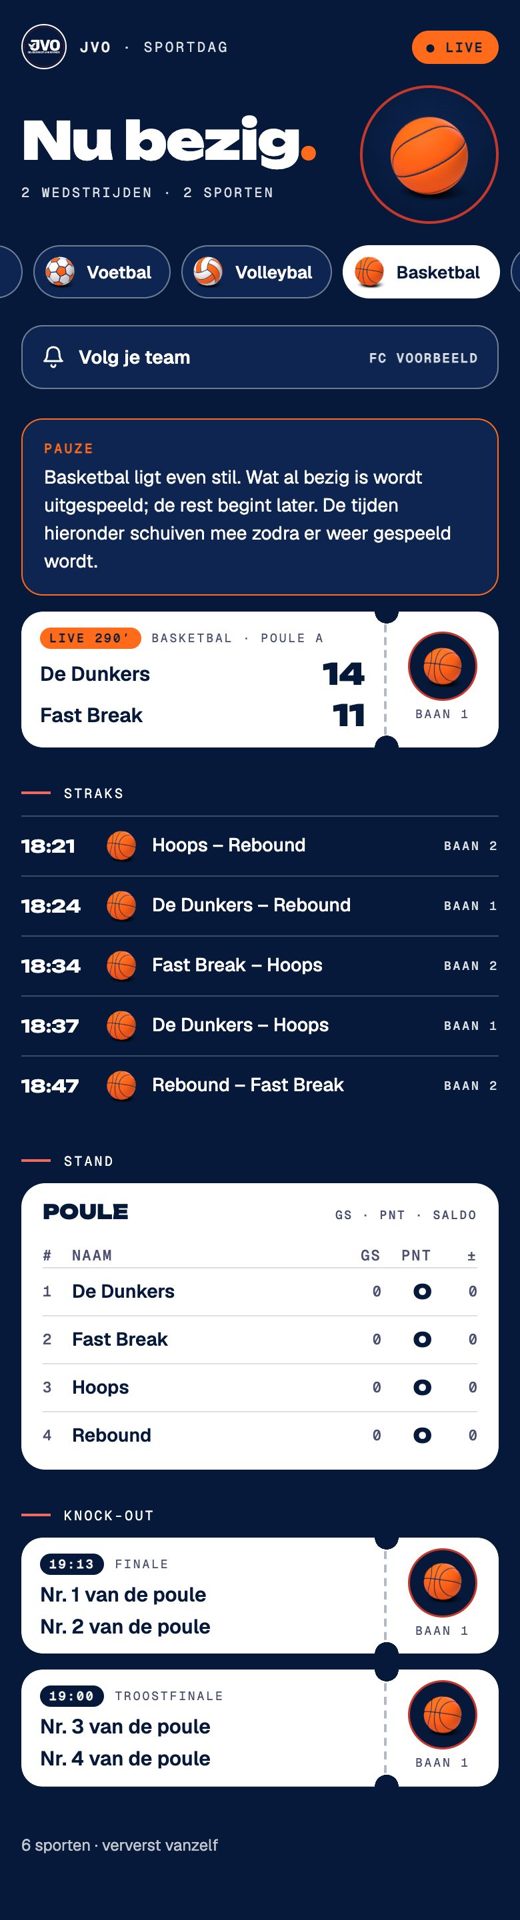 JVO
JVO · SPORTDAG
● LIVE
Nu bezig.
2 WEDSTRIJDEN · 2 SPORTEN
Voetbal
Volleybal
Basketbal
Volg je team
FC VOORBEELD
PAUZE
Basketbal ligt even stil. Wat al bezig is wordt
uitgespeeld; de rest begint later. De tijden
hieronder schuiven mee zodra er weer gespeeld
wordt.
LIVE 290′ BASKETBAL · POULE A
De Dunkers 14
Fast Break 11
BAAN 1
STRAKS
18:21 Hoops – Rebound BAAN 2
18:24 De Dunkers – Rebound BAAN 1
18:34 Fast Break – Hoops BAAN 2
18:37 De Dunkers – Hoops BAAN 1
18:47 Rebound – Fast Break BAAN 2
STAND
POULE GS · PNT · SALDO
# NAAM GS PNT ±
1 De Dunkers 0 0 0
2 Fast Break 0 0 0
3 Hoops 0 0 0
4 Rebound 0 0 0
KNOCK-OUT
19:13 FINALE
Nr. 1 van de poule
Nr. 2 van de poule
BAAN 1
19:00 TROOSTFINALE
Nr. 3 van de poule
Nr. 4 van de poule
BAAN 1
6 sporten · ververst vanzelf